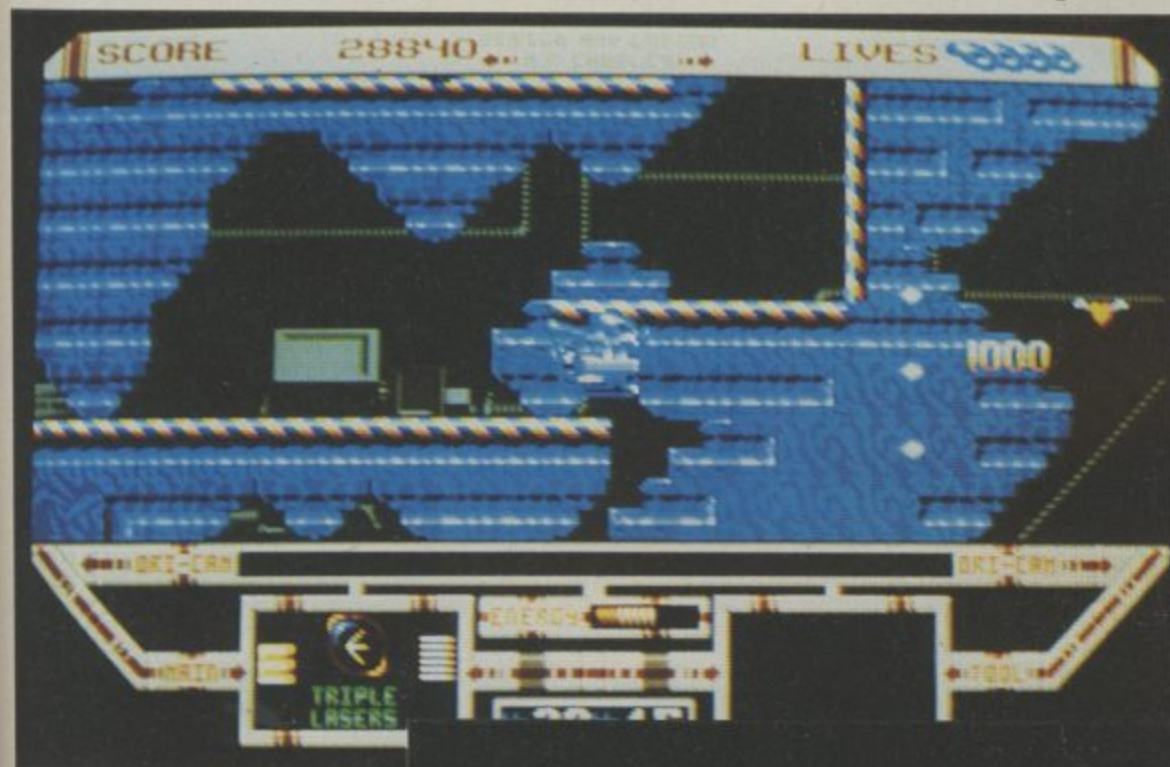 SCORE 28840 LIVES
1000
ORI-CAM ORI-CAM
ENERGY
MAIN TOOL
TRIPLE
LASERS